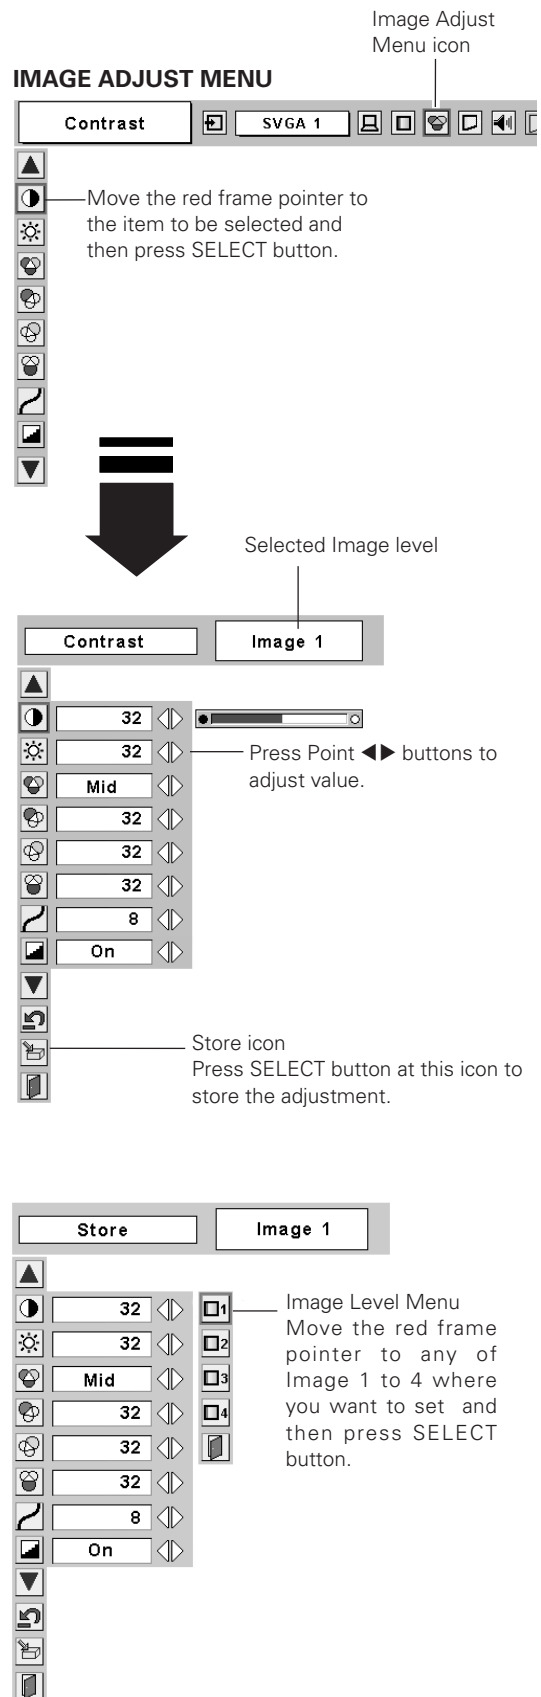 Image Adjust
Menu icon
IMAGE ADJUST MENU
Contrast
SVGA 1
Move the red frame pointer to
the item to be selected and
then press SELECT button.
Selected Image level
Contrast
Image 1
32
32
Press Point ◀▶ buttons to
adjust value.
Mid
32
32
32
8
On
Store icon
Press SELECT button at this icon to
store the adjustment.
Store
Image 1
32
1
Image Level Menu
Move the red frame
pointer to any of
Image 1 to 4 where
you want to set and
then press SELECT
button.
32
2
Mid
3
32
4
32
32
8
On